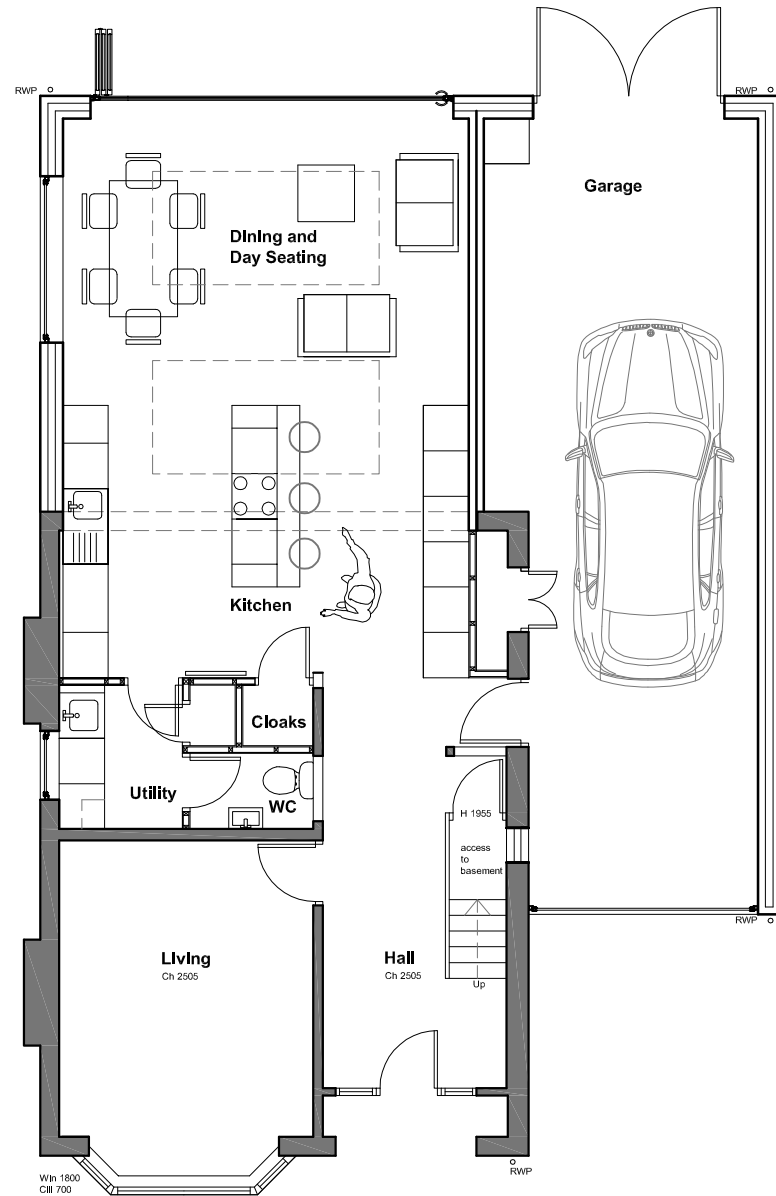 RWP
RWP
Garage
Dining and
Day Seating
Kitchen
Cloaks
Utility
WC
H 1955
access
to
basement
RWP
Living
Ch 2505
Hall
Ch 2505
Up
RWP
Win 1800
Cill 700